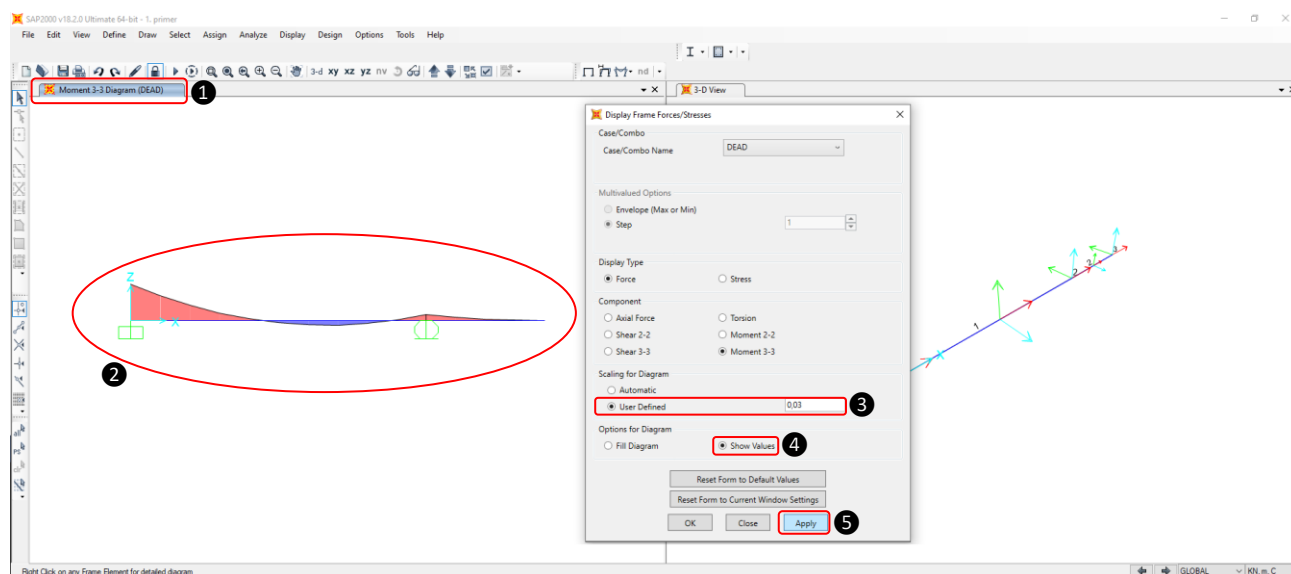 SAP2000 v18.2.0 Ultimate 64-bit - 1. primer
File Edit View Define Draw Select Assign Analyze Display Design Options Tools Help
3-d xy xz yz nv
nd
Moment 3-3 Diagram (DEAD)
1
3-D View
Display Frame Forces/Stresses
Case/Combo
Case/Combo Name
DEAD
Multivalued Options
Envelope (Max or Min)
Step
1
Display Type
Force
Stress
Component
Axial Force
Torsion
Shear 2-2
Moment 2-2
Shear 3-3
Moment 3-3
Scaling for Diagram
Automatic
User Defined
0,03
3
Options for Diagram
Fill Diagram
Show Values
4
Reset Form to Default Values
Reset Form to Current Window Settings
OK
Close
Apply
5
Z
X
2
1
2
3
all
PS
Right Click on any Frame Element for detailed diagram
GLOBAL
KN, m, C